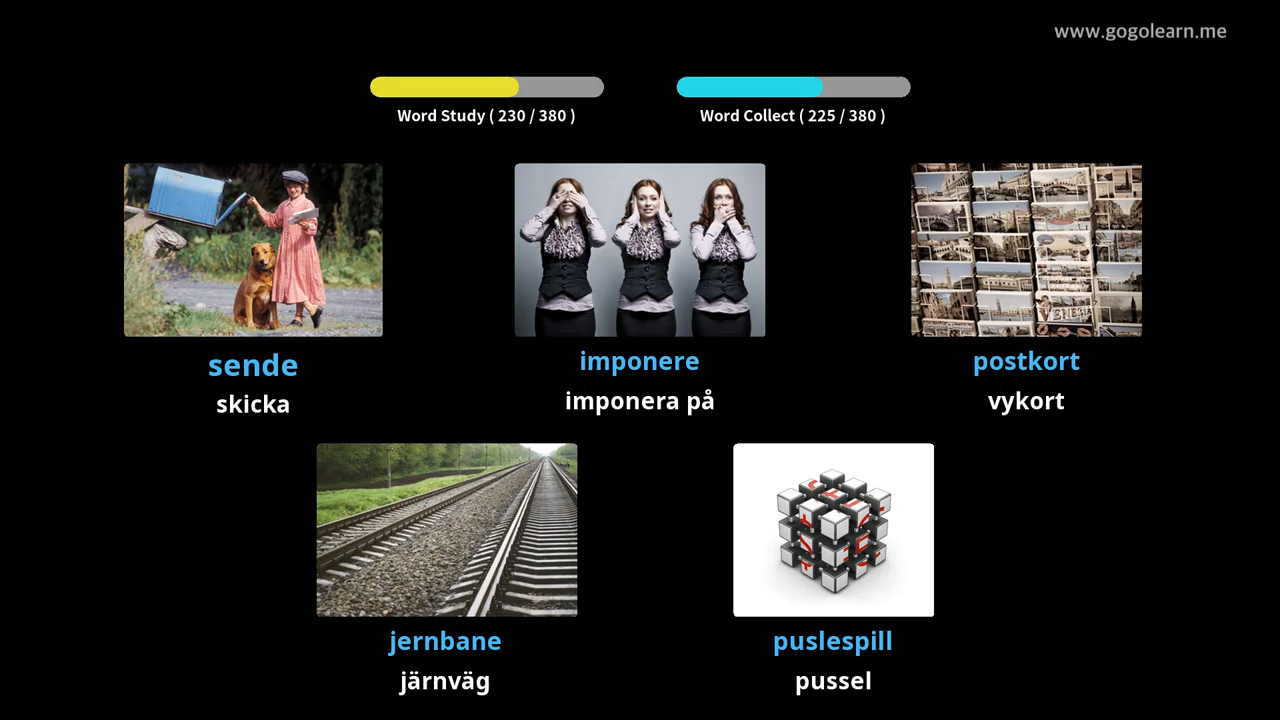 www.gogolearn.me
Word Study ( 230 / 380 )
Word Collect ( 225 / 380 )
VENEZIA
sende
imponere
postkort
skicka
imponera på
vykort
jernbane
puslespill
järnväg
pussel